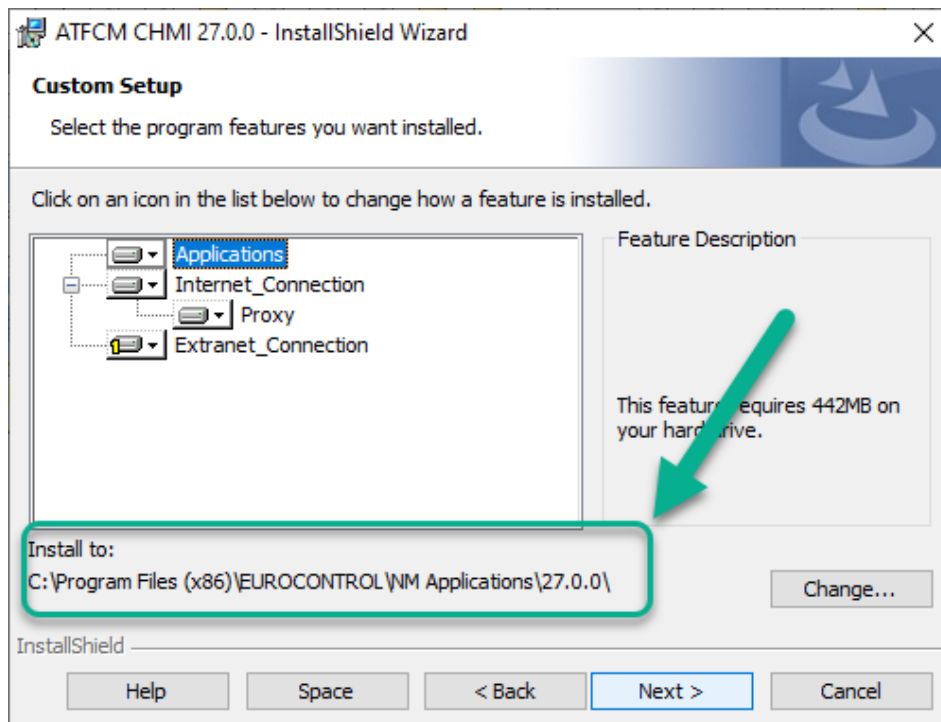 ATFCM CHMI 27.0.0 - InstallShield Wizard
Custom Setup
Select the program features you want installed.
Click on an icon in the list below to change how a feature is installed.
Applications
Internet_Connection
Proxy
Extranet_Connection
Feature Description
This feature requires 442MB on
your hard drive.
Install to:
C:\Program Files (x86)\EUROCONTROL\NM Applications\27.0.0\
Change...
InstallShield
Help
Space
< Back
Next >
Cancel